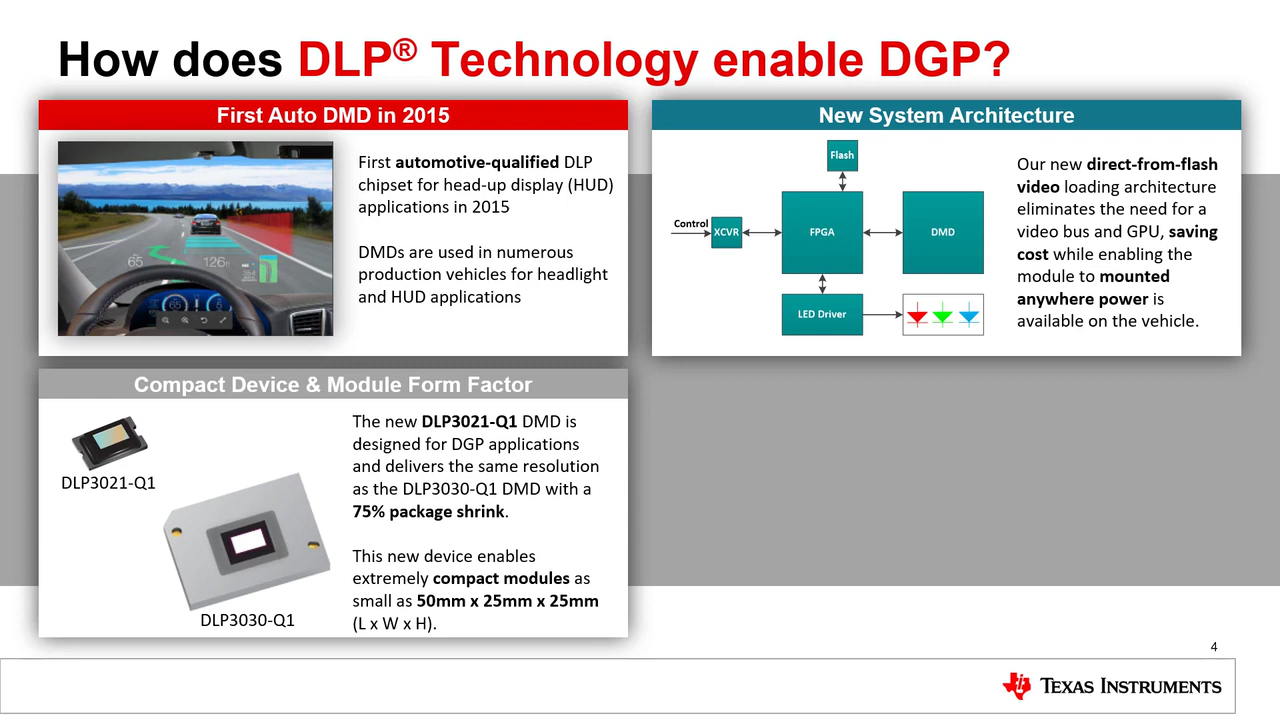 How does DLP® Technology enable DGP?
First Auto DMD in 2015
65
126ft
65
First automotive-qualified DLP
chipset for head-up display (HUD)
applications in 2015
DMDs are used in numerous
production vehicles for headlight
and HUD applications
New System Architecture
Flash
Control
XCVR
FPGA
DMD
LED Driver
Our new direct-from-flash
video loading architecture
eliminates the need for a
video bus and GPU, saving
cost while enabling the
module to mounted
anywhere power is
available on the vehicle.
Compact Device & Module Form Factor
DLP3021-Q1
DLP3030-Q1
The new DLP3021-Q1 DMD is
designed for DGP applications
and delivers the same resolution
as the DLP3030-Q1 DMD with a
75% package shrink.
This new device enables
extremely compact modules as
small as 50mm x 25mm x 25mm
(L x W x H).
4
TEXAS INSTRUMENTS